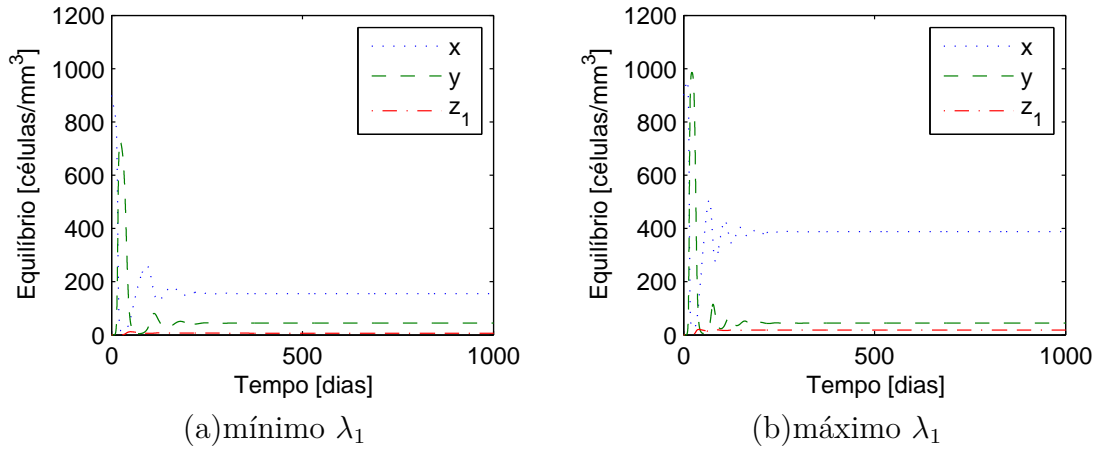 1200
1000
800
600
400
200
0
Equilíbrio [células/mm³]
x
y
z₁
0
500
1000
Tempo [dias]
(a)mínimo λ₁
1200
1000
800
600
400
200
0
Equilíbrio [células/mm³]
x
y
z₁
0
500
1000
Tempo [dias]
(b)máximo λ₁